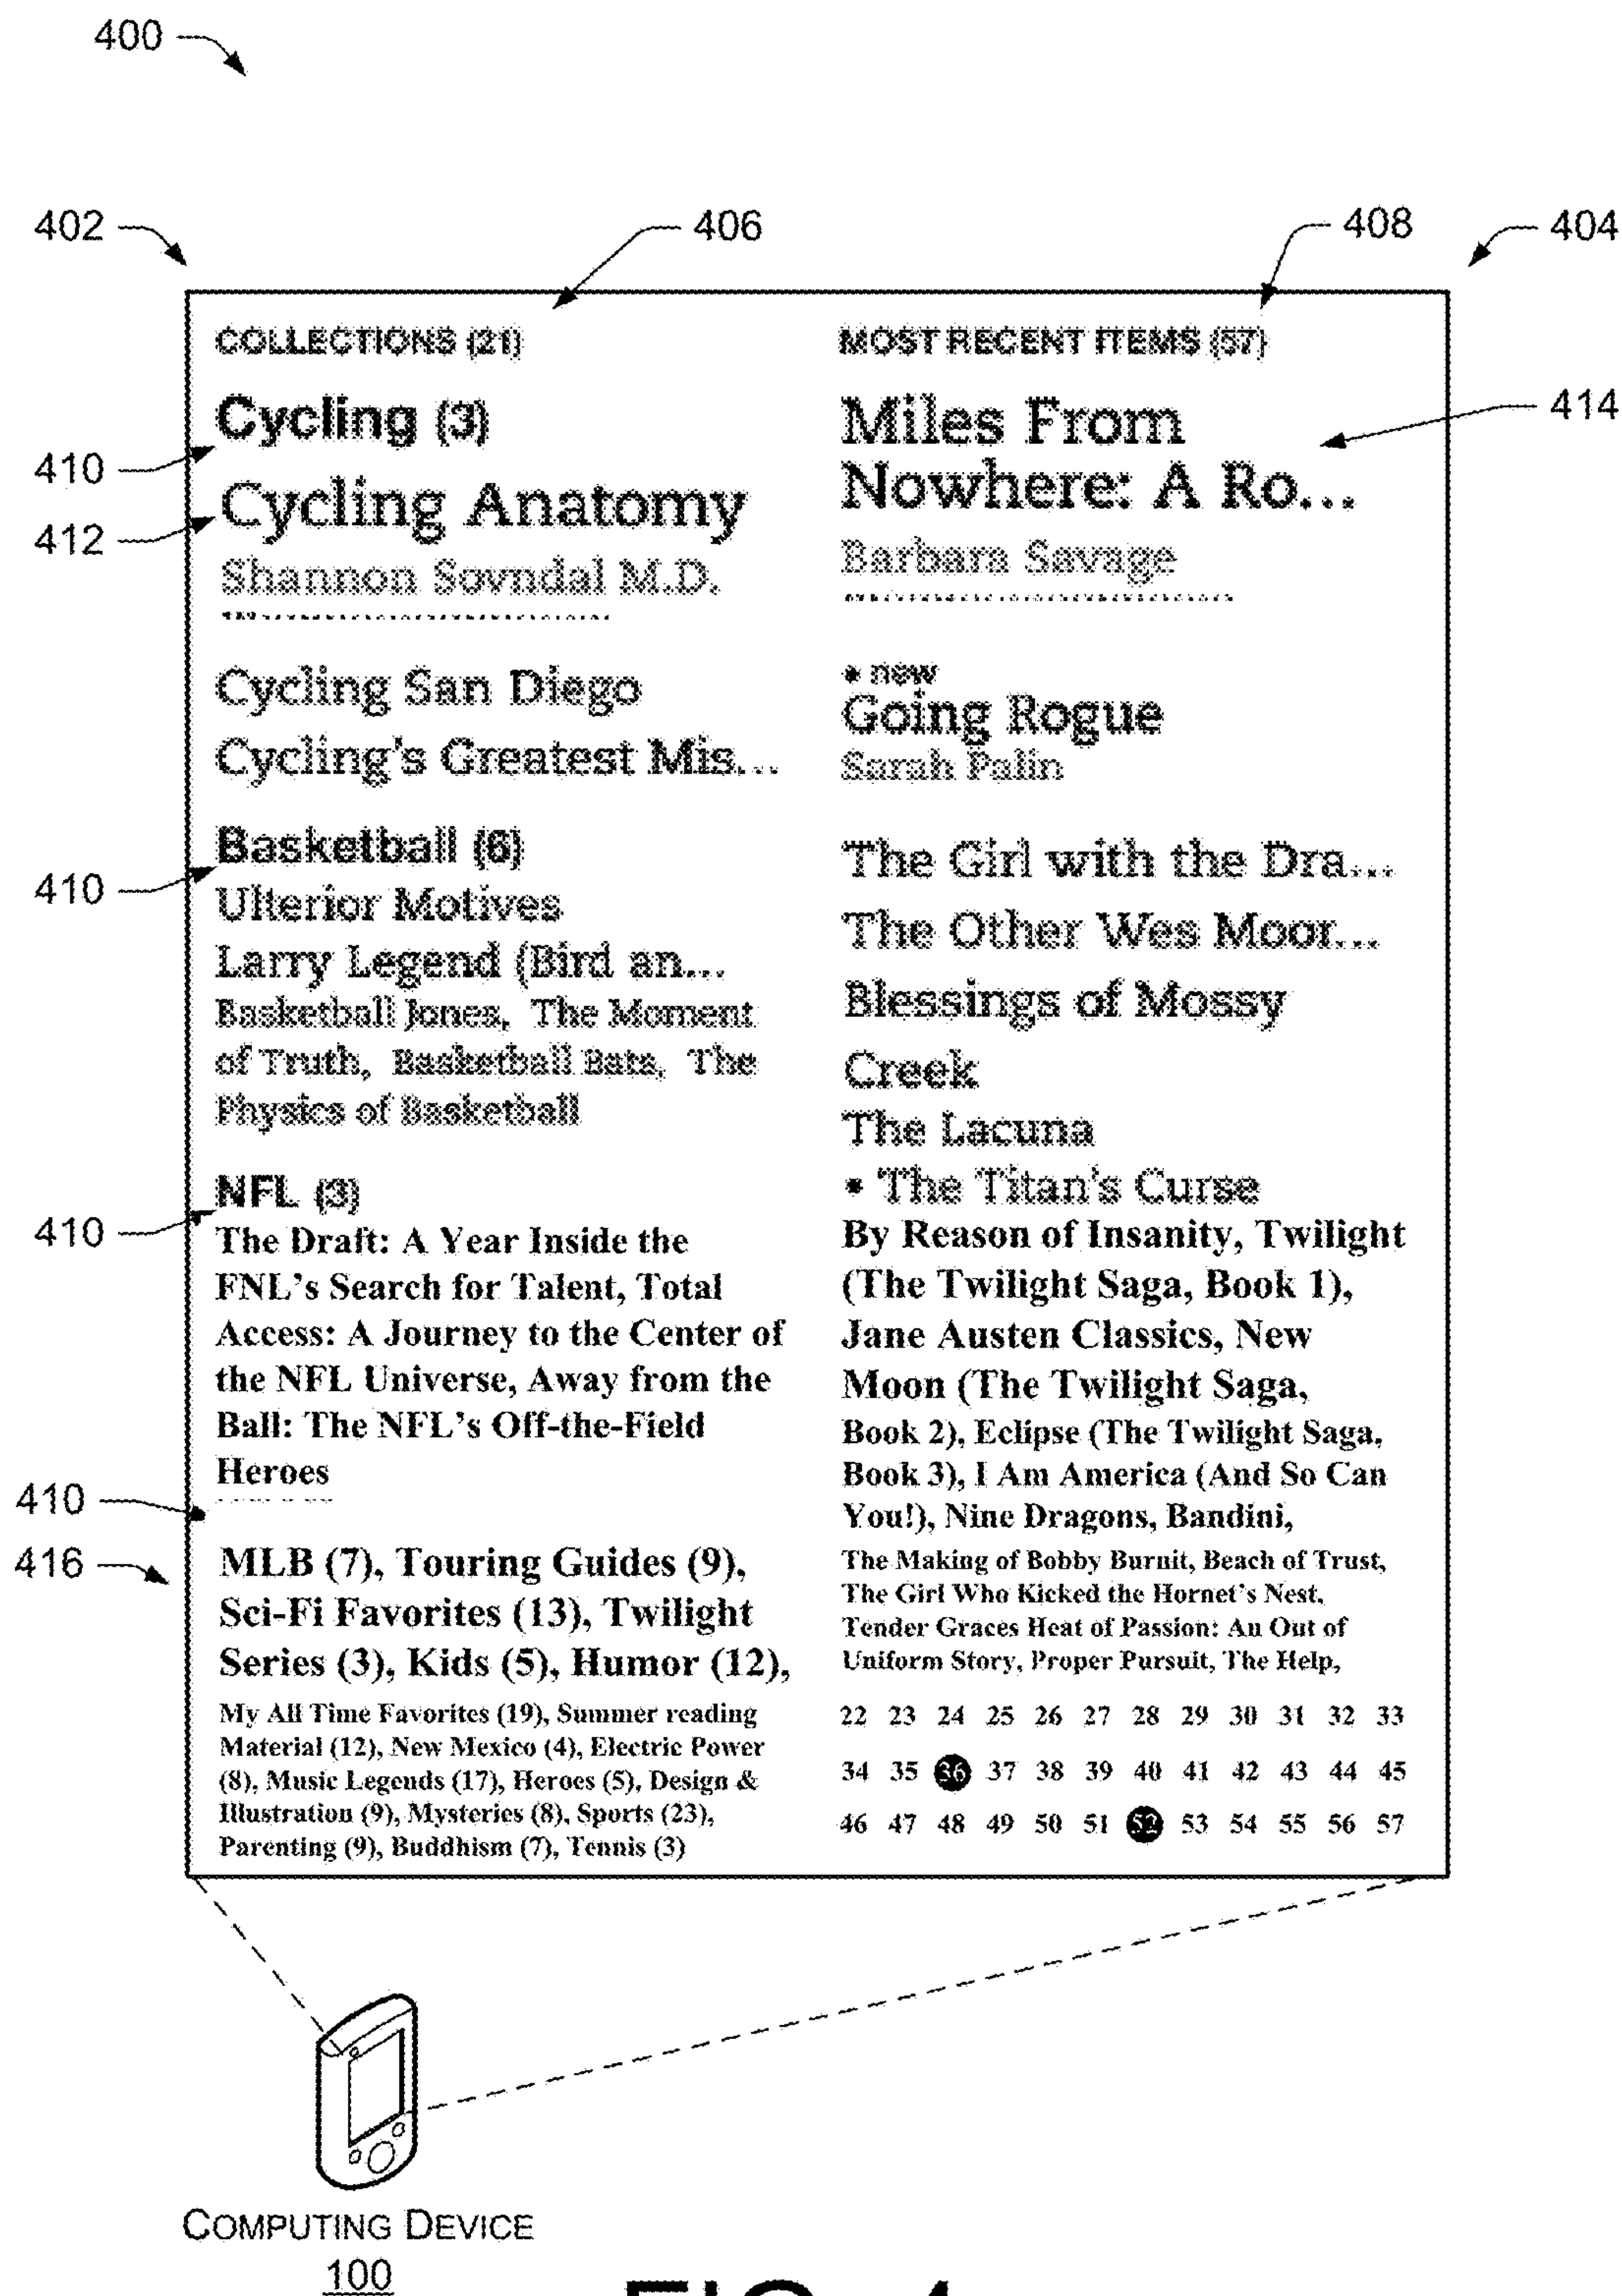 400
402
406
408
404
COLLECTIONS (21)
Cycling (3)
410
Cycling Anatomy
412
Shannon Sovndal M.D.
Cycling San Diego
Cycling's Greatest Mis...
Basketball (6)
410
Ulterior Motives
Larry Legend (Bird an...
Basketball Jones, The Moment
of Truth, Basketball Bats, The
Physics of Basketball
NFL (3)
410
The Draft: A Year Inside the
FNL's Search for Talent, Total
Access: A Journey to the Center of
the NFL Universe, Away from the
Ball: The NFL's Off-the-Field
Heroes
410
416
MLB (7), Touring Guides (9),
Sci-Fi Favorites (13), Twilight
Series (3), Kids (5), Humor (12),
My All Time Favorites (19), Summer reading
Material (12), New Mexico (4), Electric Power
(8), Music Legends (17), Heroes (5), Design &
Illustration (9), Mysteries (8), Sports (23),
Parenting (9), Buddhism (7), Tennis (3)
MOST RECENT ITEMS (57)
Miles From
414
Nowhere: A Ro...
Barbara Savage
• new
Going Rogue
Sarah Palin
The Girl with the Dra...
The Other Wes Moor...
Blessings of Mossy
Creek
The Lacuna
• The Titan's Curse
By Reason of Insanity, Twilight
(The Twilight Saga, Book 1),
Jane Austen Classics, New
Moon (The Twilight Saga,
Book 2), Eclipse (The Twilight Saga,
Book 3), I Am America (And So Can
You!), Nine Dragons, Bandini,
The Making of Bobby Burnit, Beach of Trust,
The Girl Who Kicked the Hornet's Nest,
Tender Graces Heat of Passion: An Out of
Uniform Story, Proper Pursuit, The Help,
22 23 24 25 26 27 28 29 30 31 32 33
34 35 36 37 38 39 40 41 42 43 44 45
46 47 48 49 50 51 52 53 54 55 56 57
COMPUTING DEVICE
100